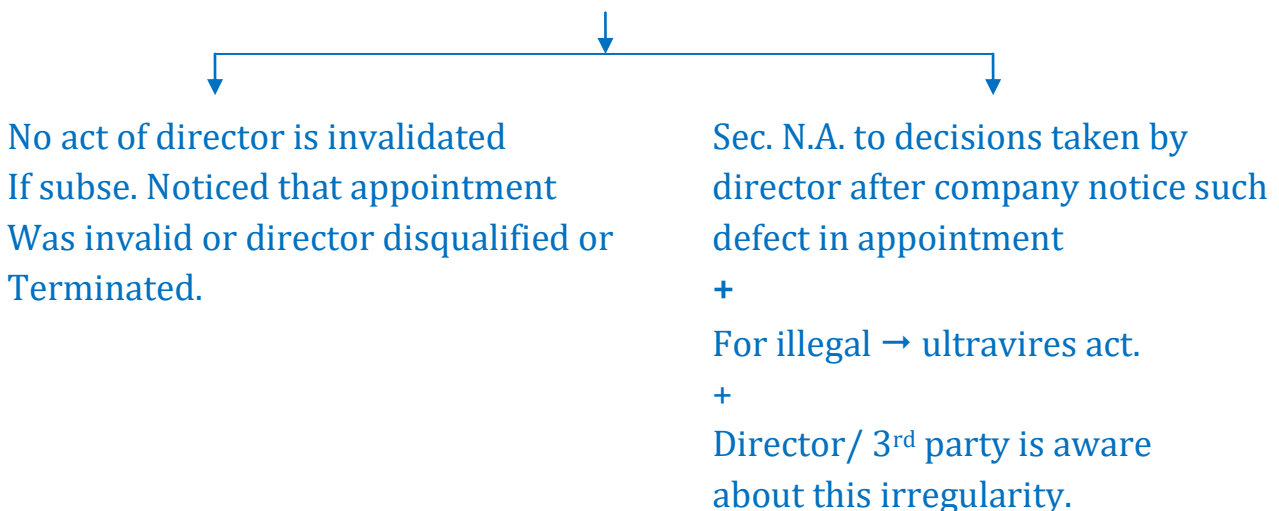 No act of director is invalidated
If subse. Noticed that appointment
Was invalid or director disqualified or
Terminated.
Sec. N.A. to decisions taken by
director after company notice such
defect in appointment
+
For illegal → ultravires act.
+
Director/ 3rd party is aware
about this irregularity.